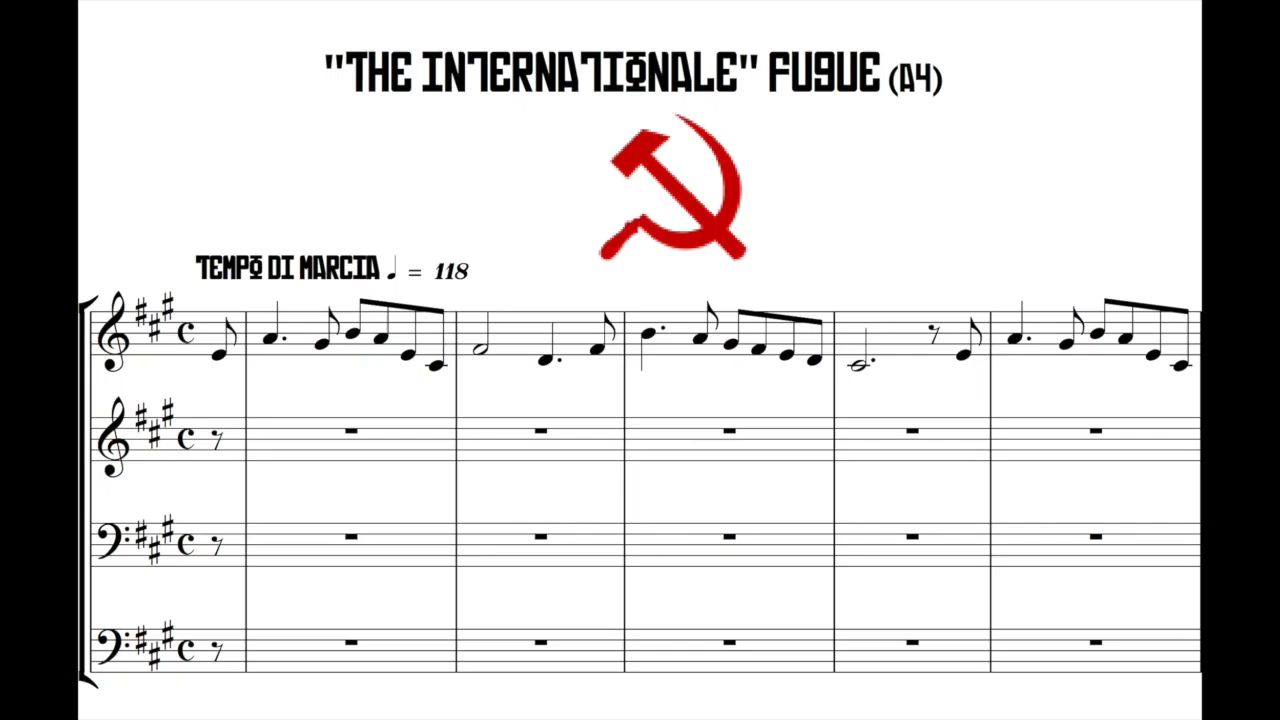 "THE INTERNATIONALE" FUGUE (A4)
TEMPO DI MARCIA ♩ = 118